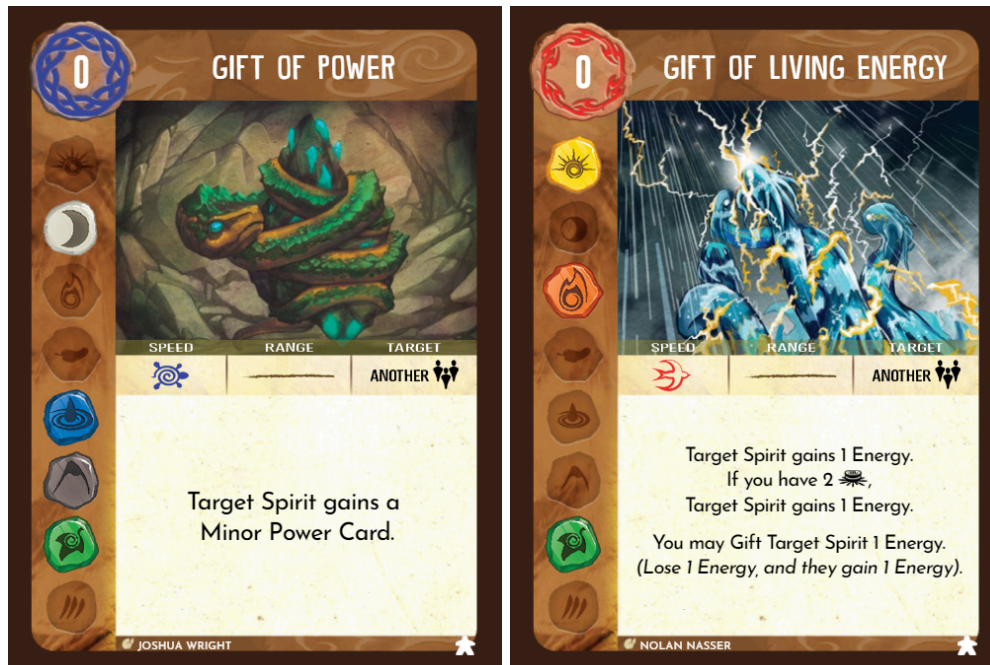 0
GIFT OF POWER
SPEED RANGE TARGET
ANOTHER
Target Spirit gains a
Minor Power Card.
JOSHUA WRIGHT
0
GIFT OF LIVING ENERGY
SPEED RANGE TARGET
ANOTHER
Target Spirit gains 1 Energy.
If you have 2 ,
Target Spirit gains 1 Energy.
You may Gift Target Spirit 1 Energy.
(Lose 1 Energy, and they gain 1 Energy).
NOLAN NASSER